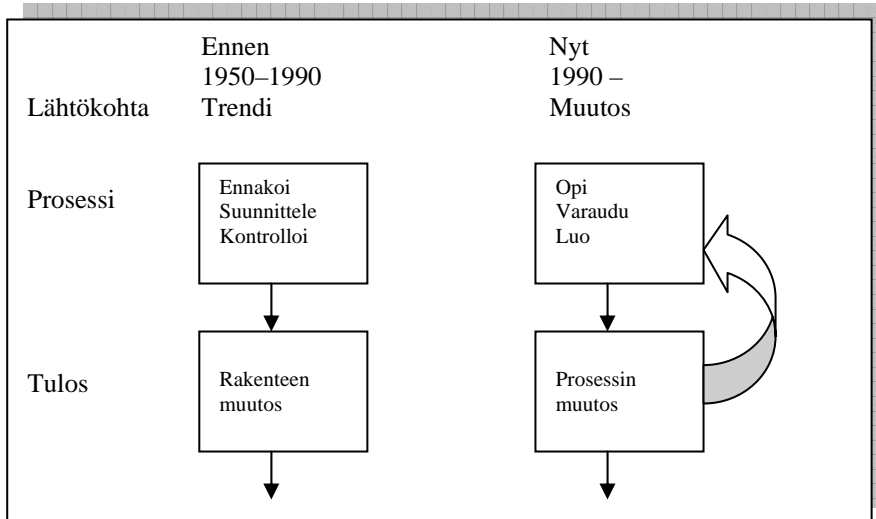 Ennen
Nyt
1950–1990
1990 –
Lähtökohta Trendi
Muutos
Prosessi
Ennakoi
Suunnittele
Kontrolloi
Opi
Varaudu
Luo
Tulos
Rakenteen
muutos
Prosessin
muutos